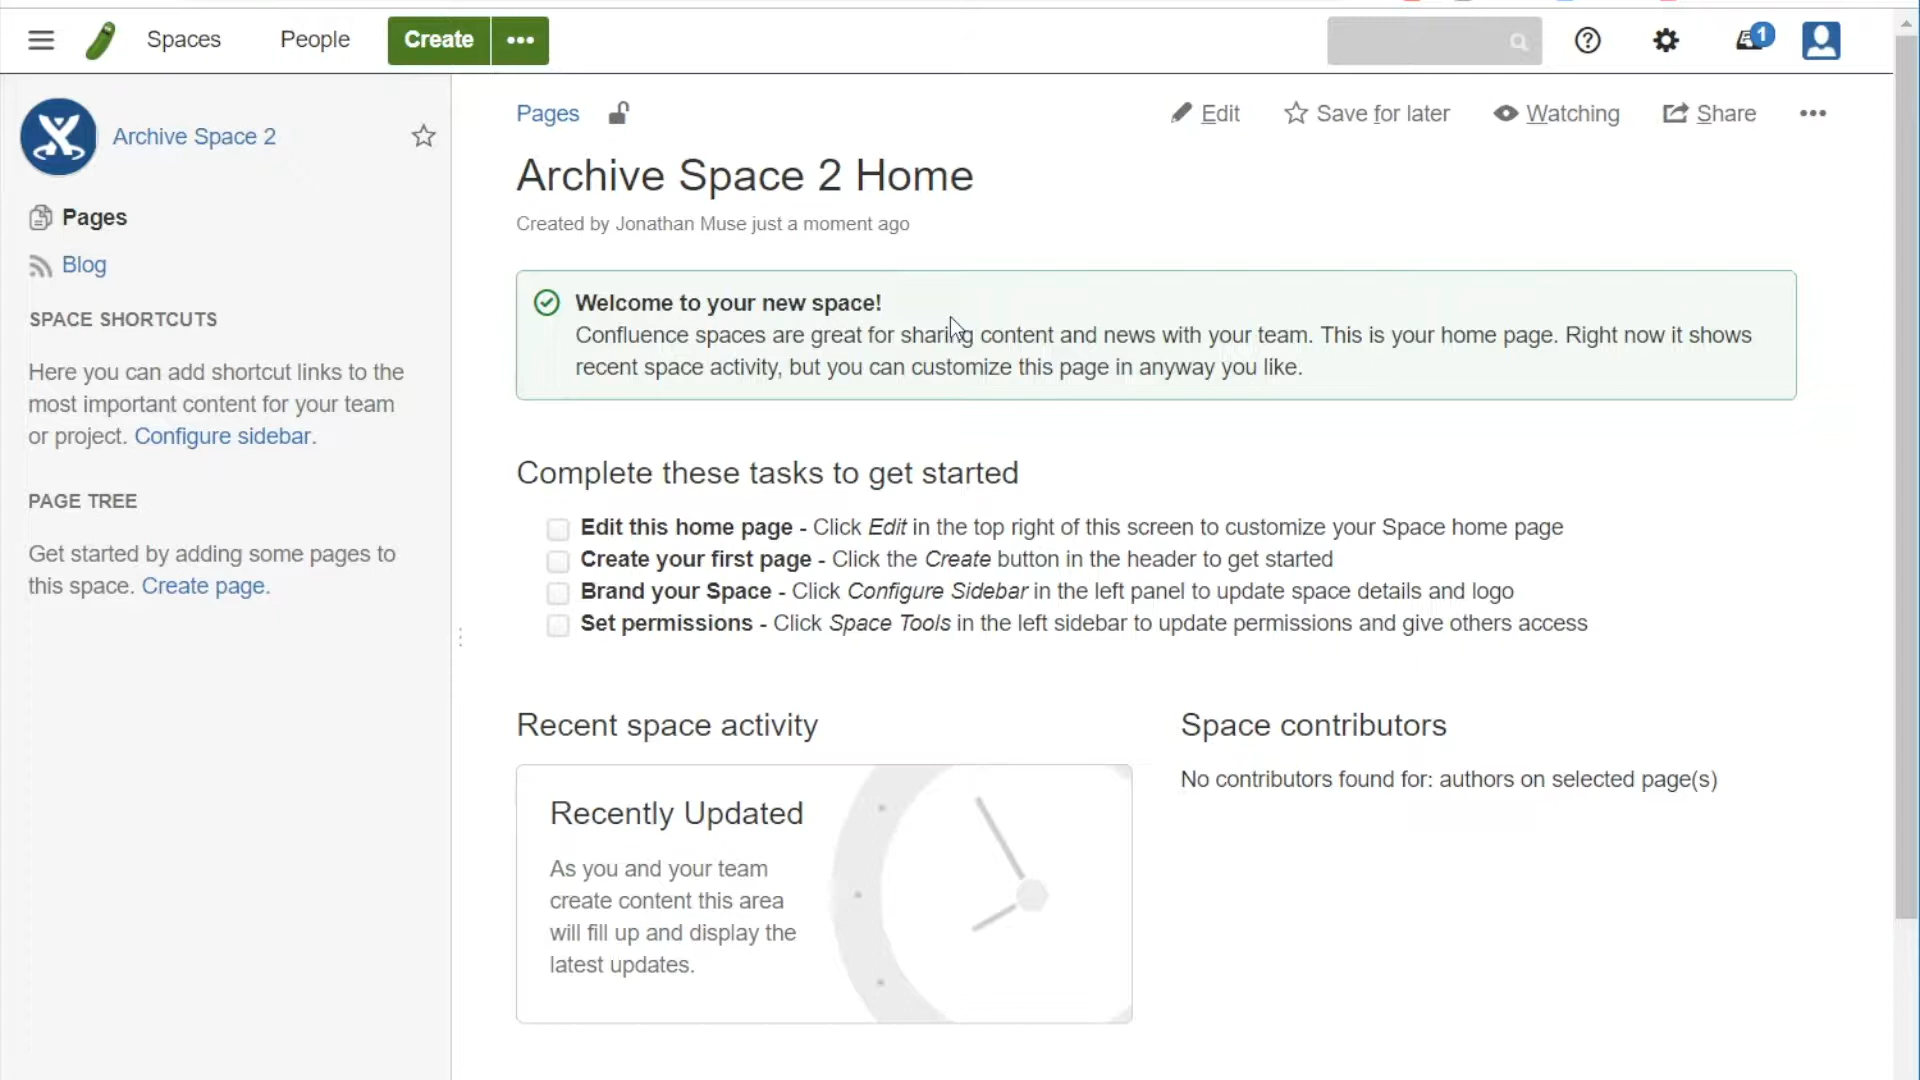 Spaces People Create ••• 1
Archive Space 2
Pages
Blog
SPACE SHORTCUTS
Here you can add shortcut links to the
most important content for your team
or project. Configure sidebar.
PAGE TREE
Get started by adding some pages to
this space. Create page.
Pages Edit Save for later Watching Share •••
Archive Space 2 Home
Created by Jonathan Muse just a moment ago
Welcome to your new space!
Confluence spaces are great for sharing content and news with your team. This is your home page. Right now it shows
recent space activity, but you can customize this page in anyway you like.
Complete these tasks to get started
Edit this home page - Click Edit in the top right of this screen to customize your Space home page
Create your first page - Click the Create button in the header to get started
Brand your Space - Click Configure Sidebar in the left panel to update space details and logo
Set permissions - Click Space Tools in the left sidebar to update permissions and give others access
Recent space activity
Recently Updated
As you and your team
create content this area
will fill up and display the
latest updates.
Space contributors
No contributors found for: authors on selected page(s)